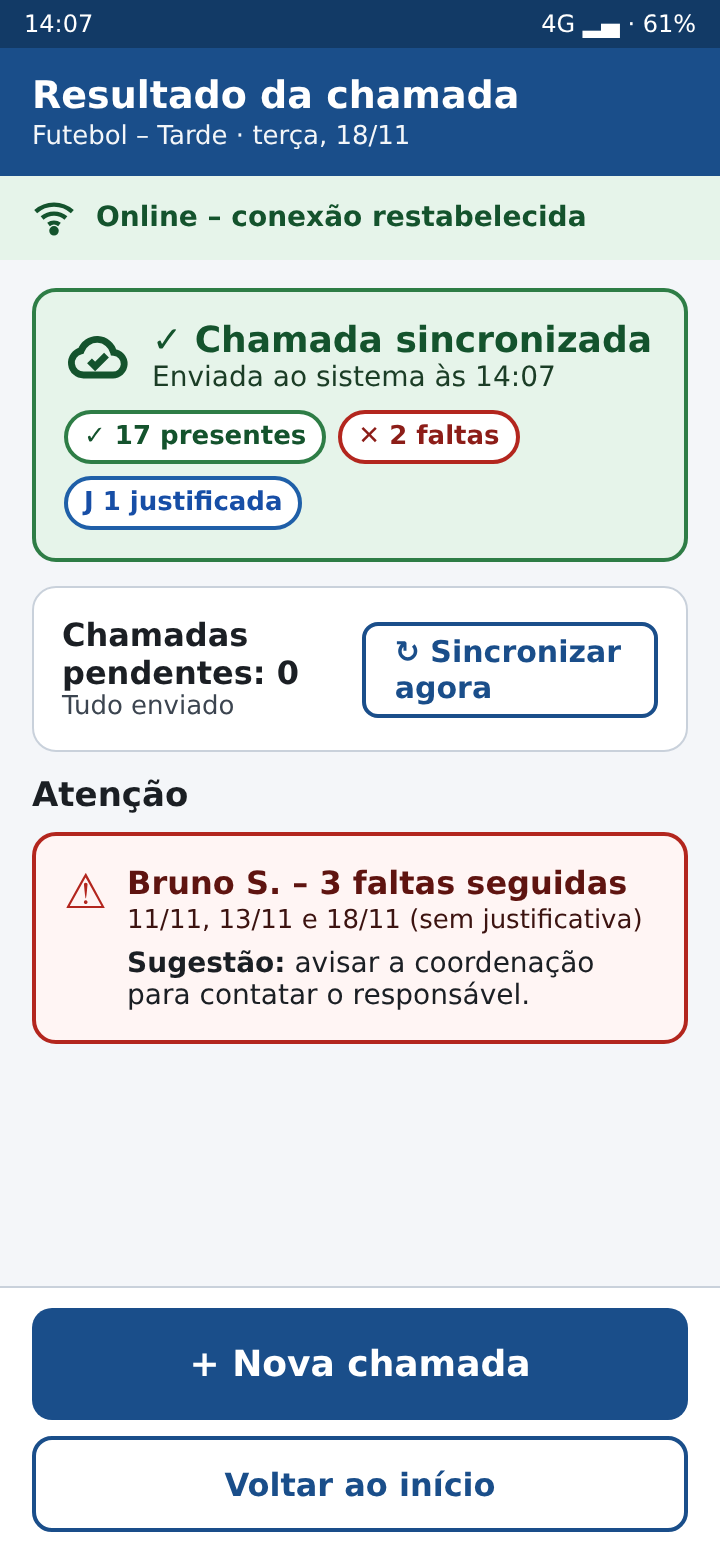 14:07
4G ▂▄ · 61%
Resultado da chamada
Futebol – Tarde · terça, 18/11
Online – conexão restabelecida
✓ Chamada sincronizada
Enviada ao sistema às 14:07
✓ 17 presentes
✕ 2 faltas
J 1 justificada
Chamadas
pendentes: 0
Tudo enviado
↻ Sincronizar
agora
Atenção
⚠ Bruno S. – 3 faltas seguidas
11/11, 13/11 e 18/11 (sem justificativa)
Sugestão: avisar a coordenação
para contatar o responsável.
+ Nova chamada
Voltar ao início